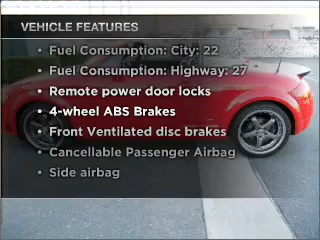 VEHICLE FEATURES
• Fuel Consumption: City: 22
• Fuel Consumption: Highway: 27
• Remote power door locks
• 4-wheel ABS Brakes
• Front Ventilated disc brakes
• Cancellable Passenger Airbag
• Side airbag